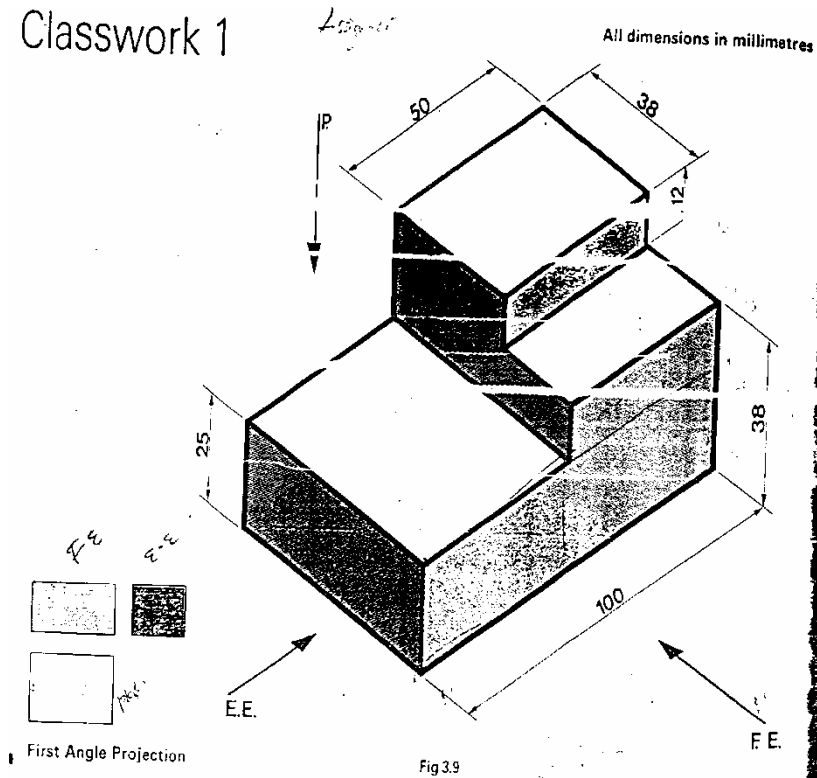 Classwork 1
All dimensions in millimetres
50
38
P.
12
25
38
100
F E
E-E
E.E.
F E.
First Angle Projection
Fig 3.9